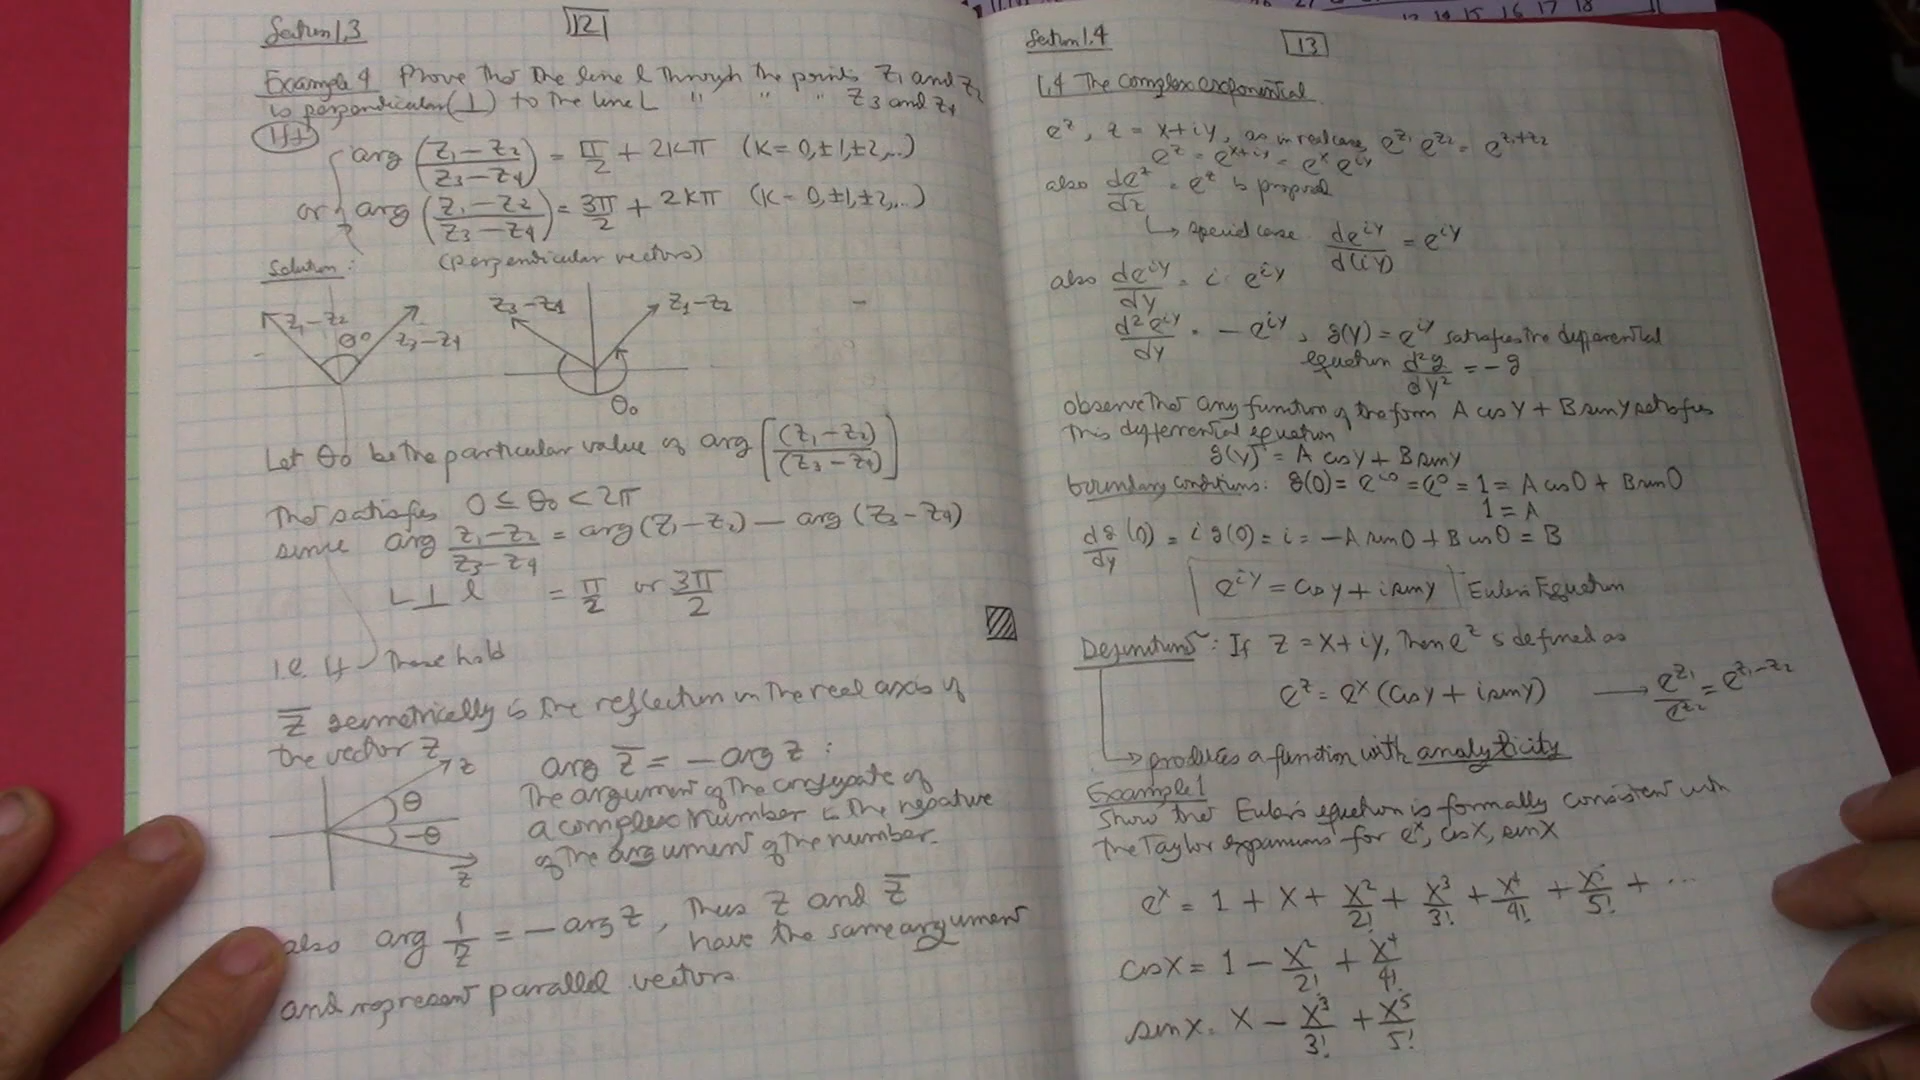 Section 1.3
12
Example 4 Prove that the line l through the points z₁ and z₂
is perpendicular (⊥) to the line L " " " z₃ and z₄
iff
arg (z₁ − z₂ / z₃ − z₄) = π/2 + 2kπ (k = 0, ±1, ±2, ...)
or arg (z₁ − z₂ / z₃ − z₄) = 3π/2 + 2kπ (k = 0, ±1, ±2, ...)
Solution: (perpendicular vectors)
z₁ − z₂ θ₀ z₃ − z₄
z₃ − z₄ z₁ − z₂
θ₀
Let θ₀ be the particular value of arg [(z₁ − z₂) / (z₃ − z₄)]
that satisfies 0 ≤ θ₀ < 2π
since arg z₁ − z₂ / z₃ − z₄ = arg (z₁ − z₂) − arg (z₃ − z₄)
L ⊥ l = π/2 or 3π/2
i.e. iff these hold
z̄ geometrically is the reflection in the real axis of
the vector z
z
θ
−θ
z̄
arg z̄ = − arg z :
The argument of the conjugate of
a complex number is the negative
of the argument of the number.
also arg 1/z = − arg z, Thus z and z̄
have the same argument
and represent parallel vectors.
Section 1.4
13
1.4 The complex exponential
e^z, z = x + iy, as in real case, e^z₁ e^z₂ = e^z₁+z₂
e^z = e^x+iy = e^x e^iy
also de^z/dz = e^z is proposed
↳ special case de^iy/d(iy) = e^iy
also de^iy/dy = i e^iy
d²e^iy/dy = − e^iy, g(y) = e^iy satisfies the differential
equation d²g/dy² = − g
observe that any function of the form A cos y + B sin y satisfies
this differential equation
g(y) = A cos y + B sin y
boundary conditions: g(0) = e^i0 = e^0 = 1 = A cos 0 + B sin 0
1 = A
dg/dy (0) = i g(0) = i = −A sin 0 + B cos 0 = B
e^iy = cos y + i sin y Euler's Equation
Definition5: If z = x + iy, then e^z is defined as
e^z = e^x (cos y + i sin y) → e^z₁/e^z₂ = e^z₁−z₂
↳ produces a function with analyticity
Example 1
Show that Euler's equation is formally consistent with
the Taylor expansions for e^x, cos x, sin x
e^x = 1 + x + x²/2! + x³/3! + x⁴/4! + x⁵/5! + ...
cos x = 1 − x²/2! + x⁴/4!
sin x = x − x³/3! + x⁵/5!